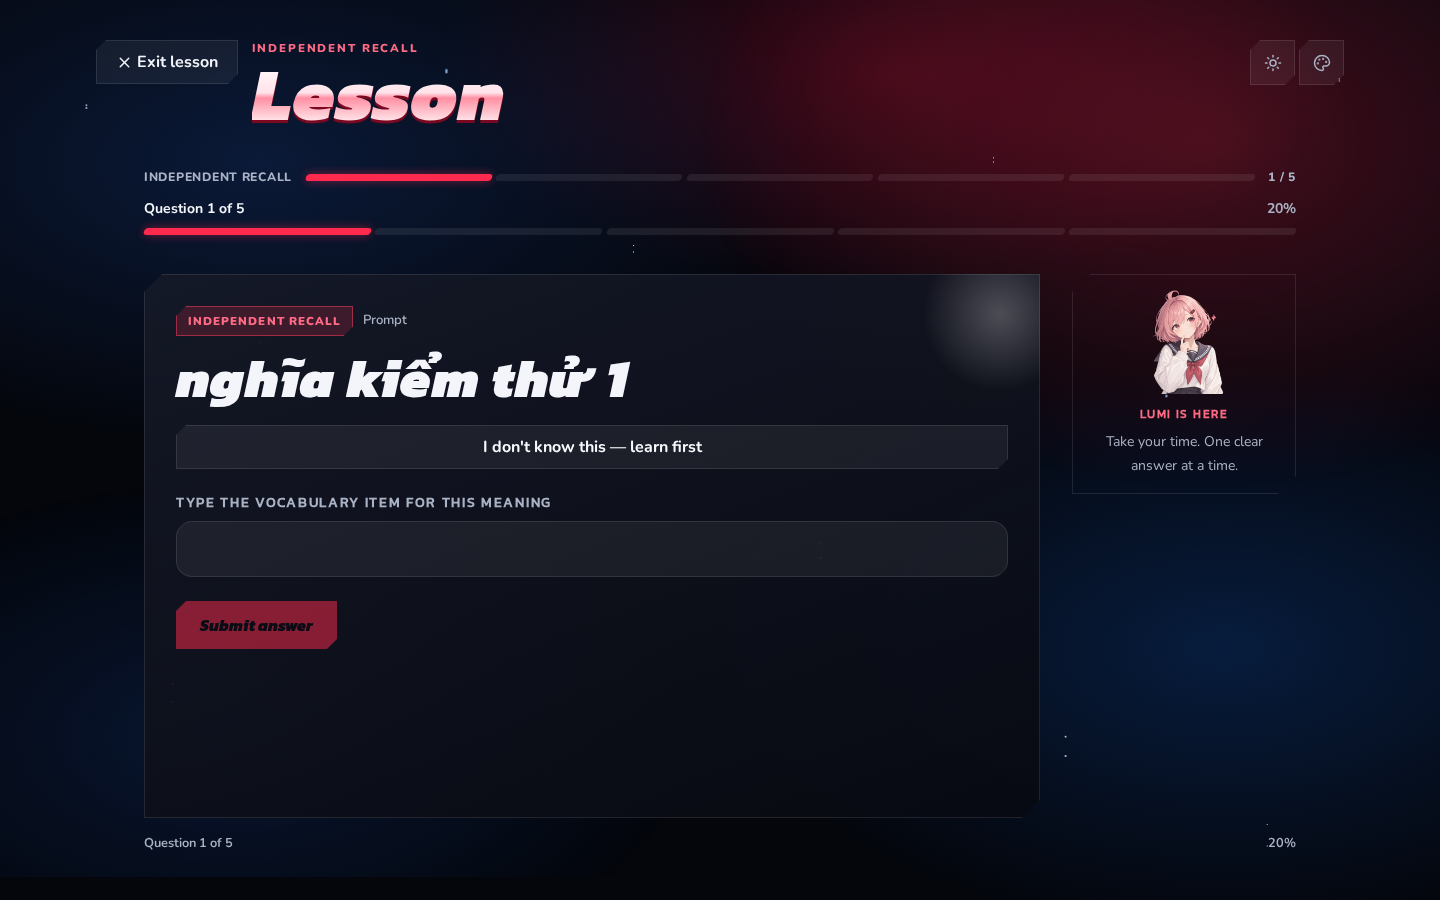 Exit lesson
INDEPENDENT RECALL
Lesson
INDEPENDENT RECALL
1 / 5
Question 1 of 5
20%
INDEPENDENT RECALL
Prompt
nghĩa kiểm thử 1
I don't know this — learn first
TYPE THE VOCABULARY ITEM FOR THIS MEANING
Submit answer
LUMI IS HERE
Take your time. One clear
answer at a time.
Question 1 of 5
20%